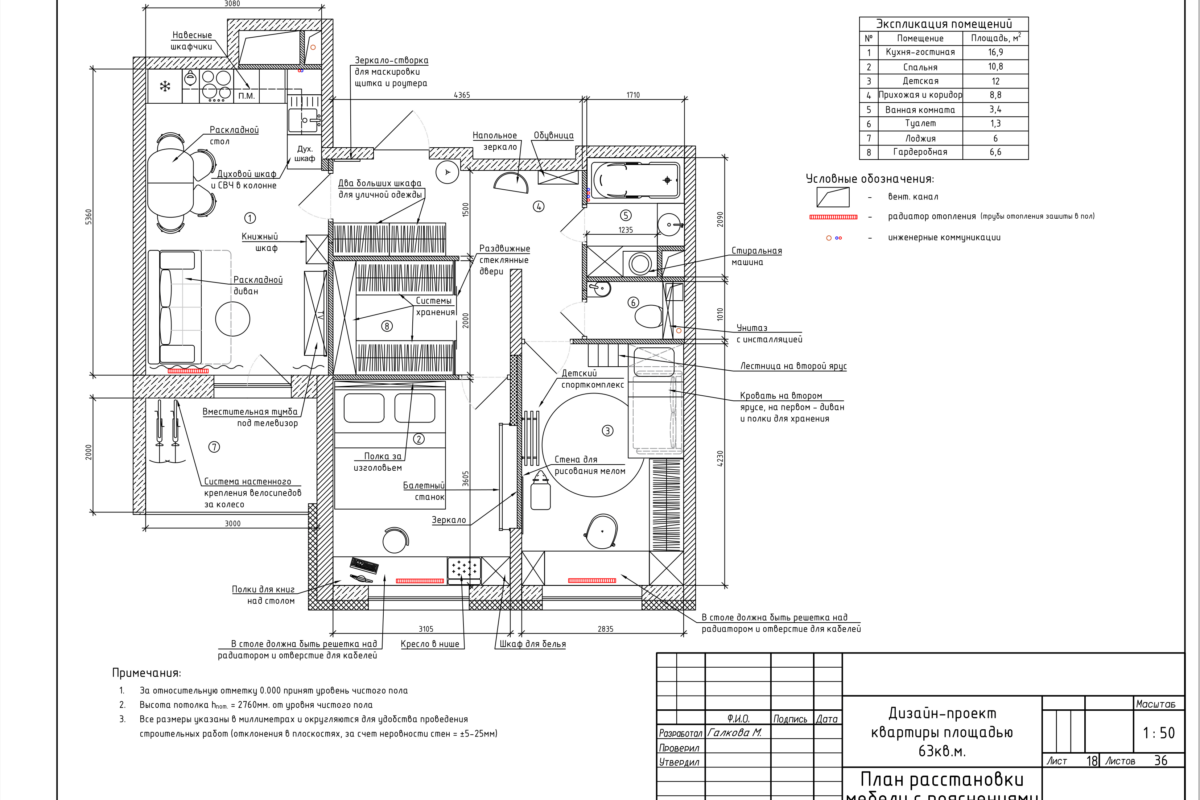 3080
Навесные
шкафчики
Зеркало-створка
для маскировки
щитка и роутера
4365
1710
П.М.
Раскладной
стол
Дух.
шкаф
Духовой шкаф
и СВЧ в колонне
Напольное
зеркало
Обувница
Два больших шкафа
для уличной одежды
5360
1
Книжный
шкаф
Раскладной
диван
TV
1500
4
5
1235
2090
Раздвижные
стеклянные
двери
Стиральная
машина
Системы
хранения
8
2000
6
1010
Унитаз
с инсталляцией
Лестница на второй ярус
Детский
спорткомплекс
Кровать на втором
ярусе, на первом – диван
и полки для хранения
Вместительная тумба
под телевизор
2
3
7
2000
Полка за
изголовьем
Стена для
рисования мелом
4230
Система настенного
крепления велосипедов
за колесо
Балетный
станок
3605
Зеркало
3000
Полки для книг
над столом
3105
2835
В столе должна быть решетка над
радиатором и отверстие для кабелей
Кресло в нише
Шкаф для белья
В столе должна быть решетка над
радиатором и отверстие для кабелей
Экспликация помещений
№ Помещение Площадь, м²
1 Кухня-гостиная 16,9
2 Спальня 10,8
3 Детская 12
4 Прихожая и коридор 8,8
5 Ванная комната 3,4
6 Туалет 1,3
7 Лоджия 6
8 Гардеробная 6,6
Условные обозначения:
– вент. канал
– радиатор отопления (трубы отопления зашиты в пол)
– инженерные коммуникации
Примечания:
1. За относительную отметку 0.000 принят уровень чистого пола
2. Высота потолка hпот. = 2760мм. от уровня чистого пола
3. Все размеры указаны в миллиметрах и округляются для удобства проведения
строительных работ (отклонения в плоскостях, за счет неровности стен = ±5-25мм)
Ф.И.О. Подпись Дата
Разработал Галкова М.
Проверил
Утвердил
Дизайн-проект
квартиры площадью
63кв.м.
Масштаб
1 : 50
Лист 18 Листов 36
План расстановки
мебели с пояснениями